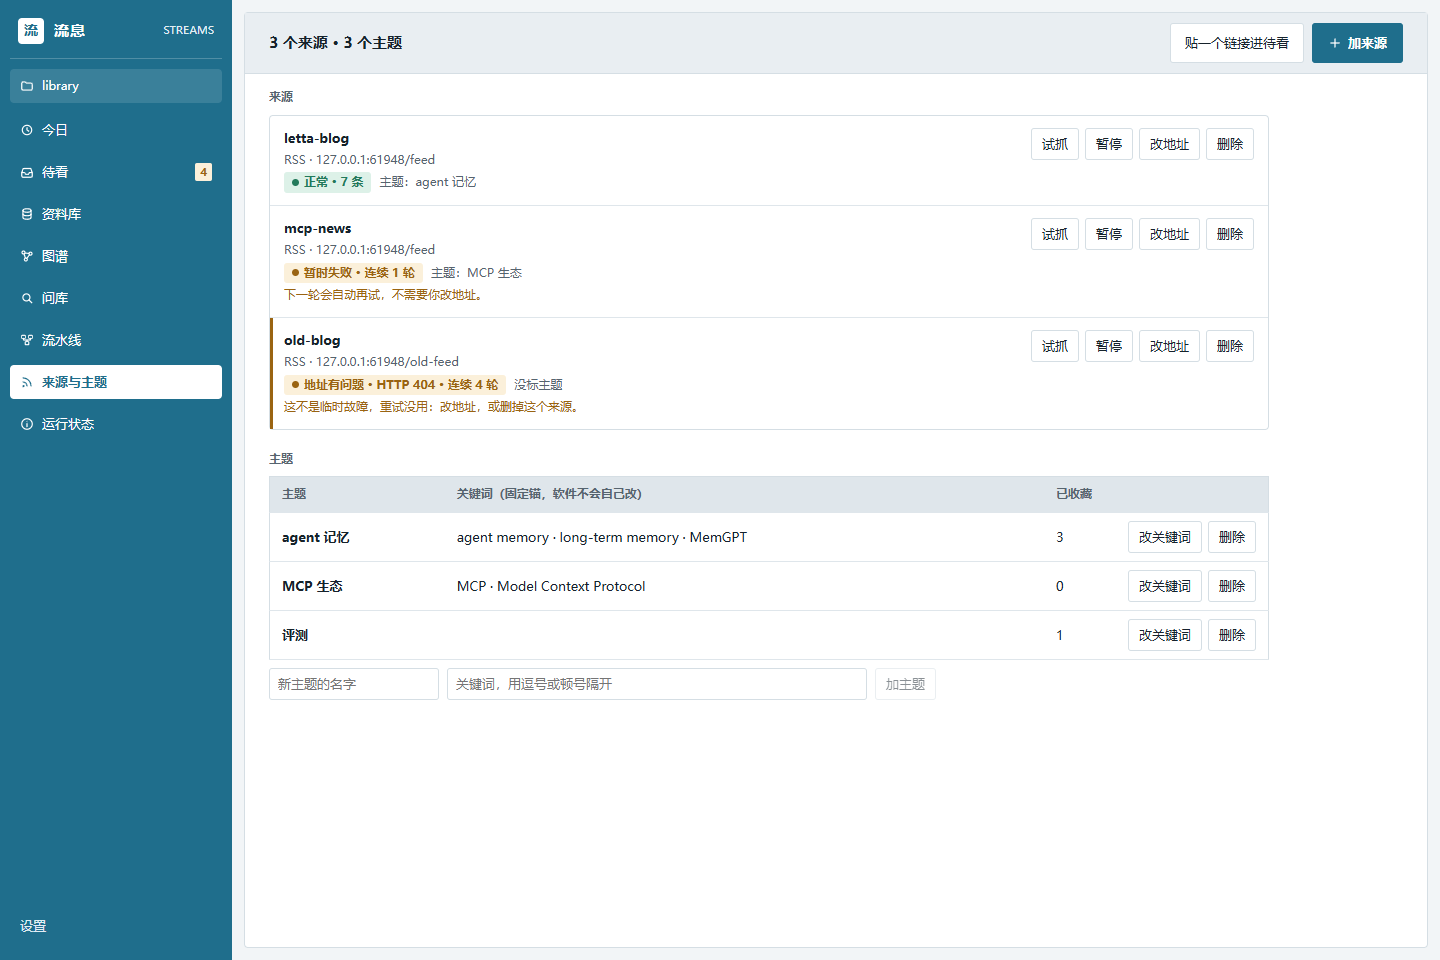 流 流息 STREAMS
library
今日
待看 4
资料库
图谱
问库
流水线
来源与主题
运行状态
设置
3 个来源 • 3 个主题 贴一个链接进待看 + 加来源
来源
letta-blog 试抓 暂停 改地址 删除
RSS · 127.0.0.1:61948/feed
正常 • 7 条 主题：agent 记忆
mcp-news 试抓 暂停 改地址 删除
RSS · 127.0.0.1:61948/feed
暂时失败 • 连续 1 轮 主题：MCP 生态
下一轮会自动再试，不需要你改地址。
old-blog 试抓 暂停 改地址 删除
RSS · 127.0.0.1:61948/old-feed
地址有问题 • HTTP 404 • 连续 4 轮 没标主题
这不是临时故障，重试没用：改地址，或删掉这个来源。
主题
主题 关键词（固定锚，软件不会自己改） 已收藏
agent 记忆 agent memory · long-term memory · MemGPT 3 改关键词 删除
MCP 生态 MCP · Model Context Protocol 0 改关键词 删除
评测 1 改关键词 删除
新主题的名字 关键词，用逗号或顿号隔开 加主题